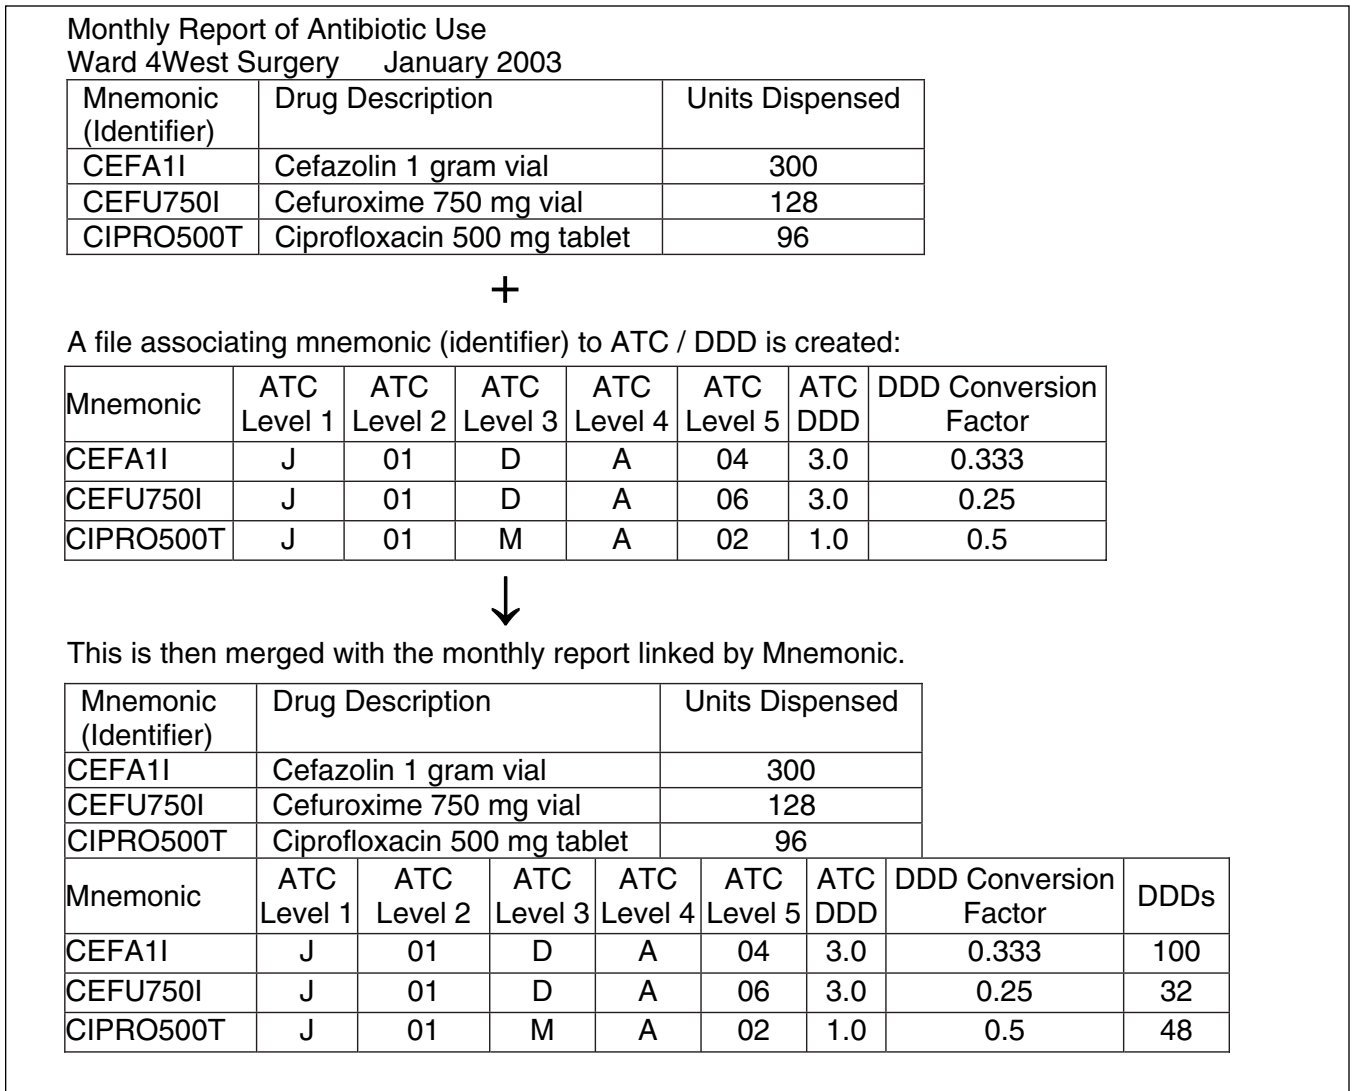 Monthly Report of Antibiotic Use
Ward 4West Surgery January 2003
Mnemonic (Identifier) Drug Description Units Dispensed
CEFA1I Cefazolin 1 gram vial 300
CEFU750I Cefuroxime 750 mg vial 128
CIPRO500T Ciprofloxacin 500 mg tablet 96
+
A file associating mnemonic (identifier) to ATC / DDD is created:
Mnemonic ATC Level 1 ATC Level 2 ATC Level 3 ATC Level 4 ATC Level 5 ATC DDD DDD Conversion Factor
CEFA1I J 01 D A 04 3.0 0.333
CEFU750I J 01 D A 06 3.0 0.25
CIPRO500T J 01 M A 02 1.0 0.5
↓
This is then merged with the monthly report linked by Mnemonic.
Mnemonic (Identifier) Drug Description Units Dispensed
CEFA1I Cefazolin 1 gram vial 300
CEFU750I Cefuroxime 750 mg vial 128
CIPRO500T Ciprofloxacin 500 mg tablet 96
Mnemonic ATC Level 1 ATC Level 2 ATC Level 3 ATC Level 4 ATC Level 5 ATC DDD DDD Conversion Factor DDDs
CEFA1I J 01 D A 04 3.0 0.333 100
CEFU750I J 01 D A 06 3.0 0.25 32
CIPRO500T J 01 M A 02 1.0 0.5 48